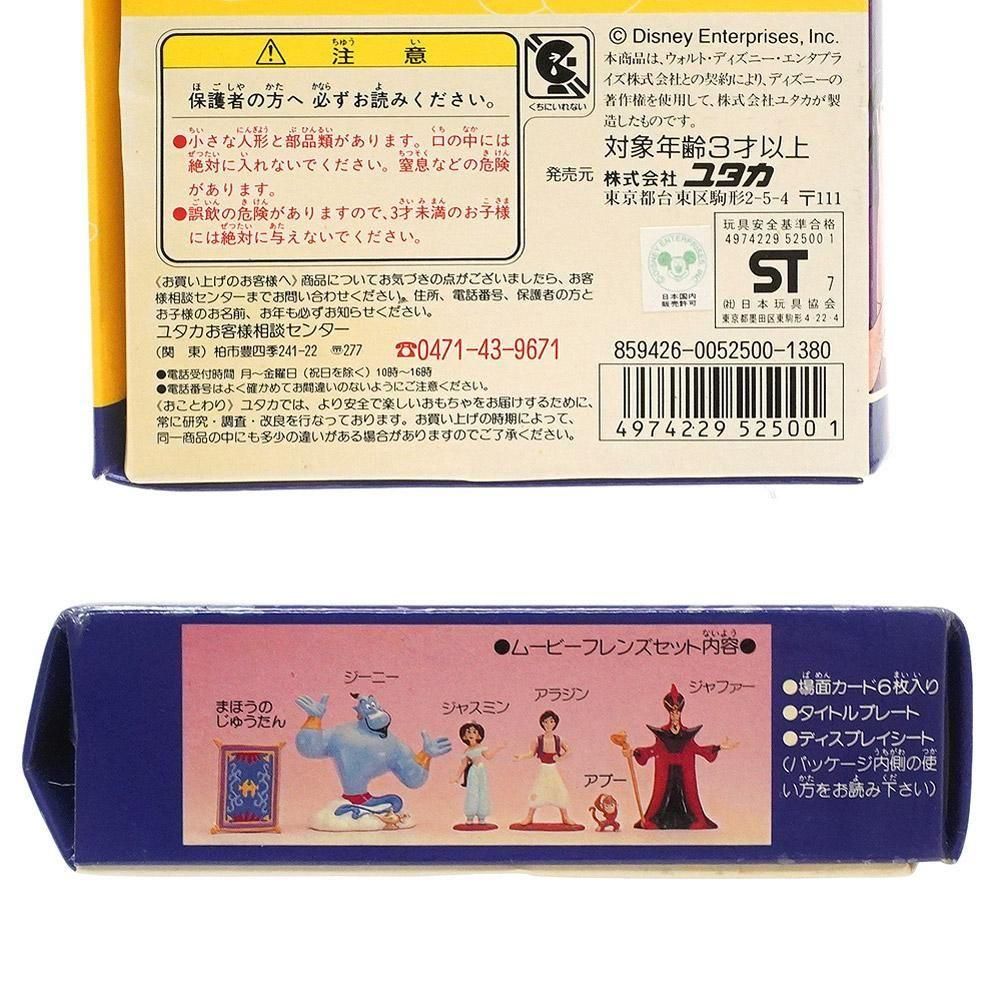 ⚠ 注意
保護者の方へ 必ずお読みください。
●小さな人形と部品類があります。口の中には
絶対に入れないでください。窒息などの危険
があります。
●誤飲の危険がありますので、3才未満のお子様
には絶対に与えないでください。
くちにいれない
© Disney Enterprises, Inc.
本商品は、ウォルト・ディズニー・エンタプラ
イズ株式会社との契約により、ディズニーの
著作権を使用して、株式会社ユタカが製
造したものです。
対象年齢3才以上
発売元 株式会社 ユタカ
東京都台東区駒形2-5-4 〒111
DISNEY ENTERPRISES, INC.
日本国内
販売許可
玩具安全基準合格
4974229 52500 1
ST 7
(社)日本玩具協会
東京都墨田区東駒形4-22-4
《お買い上げのお客様へ》商品についてお気づきの点がございましたら、お客
様相談センターまでお問い合わせください。住所、電話番号、保護者の方と
お子様のお名前、お年も必ずお知らせください。
ユタカお客様相談センター
(関 東) 柏市豊四季241-22 〒277 ☎0471-43-9671
●電話受付時間 月〜金曜日(祝日を除く)10時〜16時
●電話番号はよく確かめてお間違いのないようにご注意ください。
《おことわり》ユタカでは、より安全で楽しいおもちゃをお届けするために、
常に研究・調査・改良を行なっております。お買い上げの時期によって、
同一商品の中にも多少の違いがある場合がありますのでご了承ください。
859426-0052500-1380
4974229 52500 1
●ムービーフレンズセット内容●
まほうの
じゅうたん
ジーニー
ジャスミン
アラジン
アブー
ジャファー
●場面カード6枚入り
●タイトルプレート
●ディスプレイシート
(パッケージ内側の使
い方をお読み下さい)